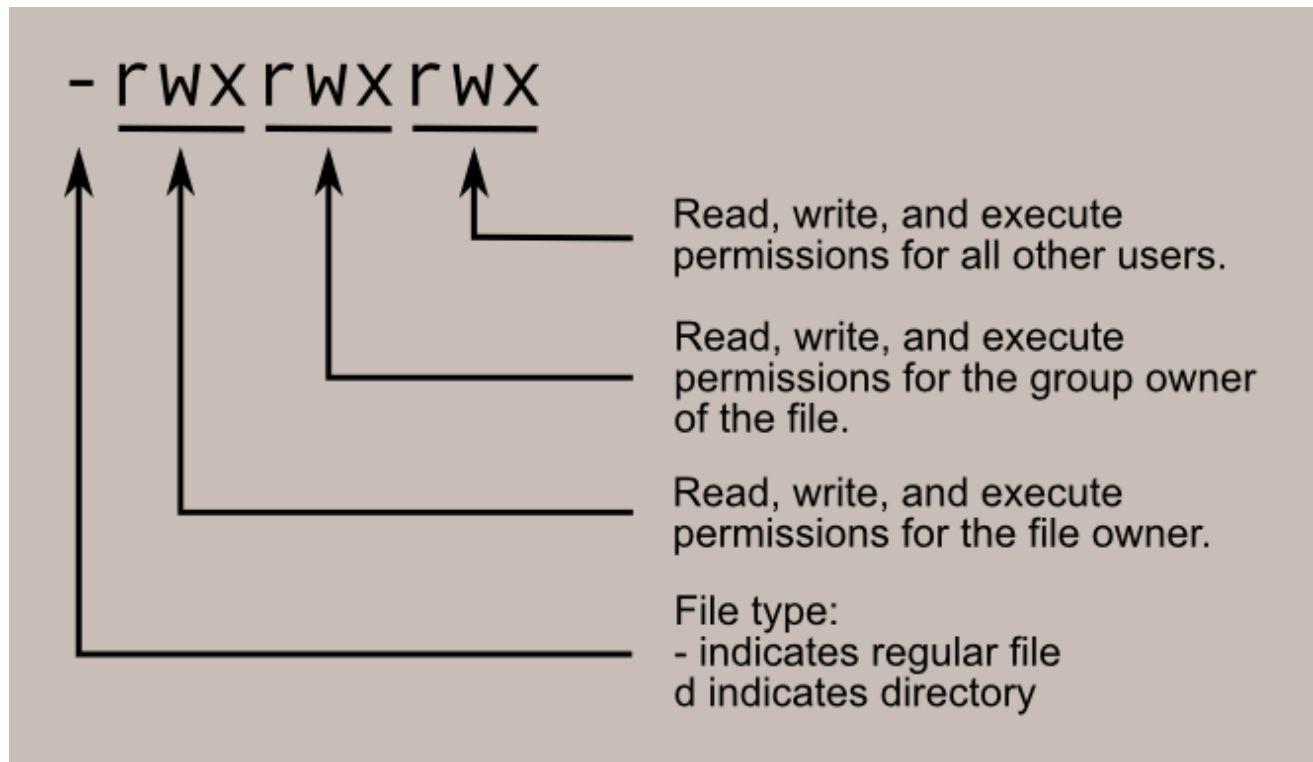 -rwxrwxrwx
Read, write, and execute
permissions for all other users.
Read, write, and execute
permissions for the group owner
of the file.
Read, write, and execute
permissions for the file owner.
File type:
- indicates regular file
d indicates directory